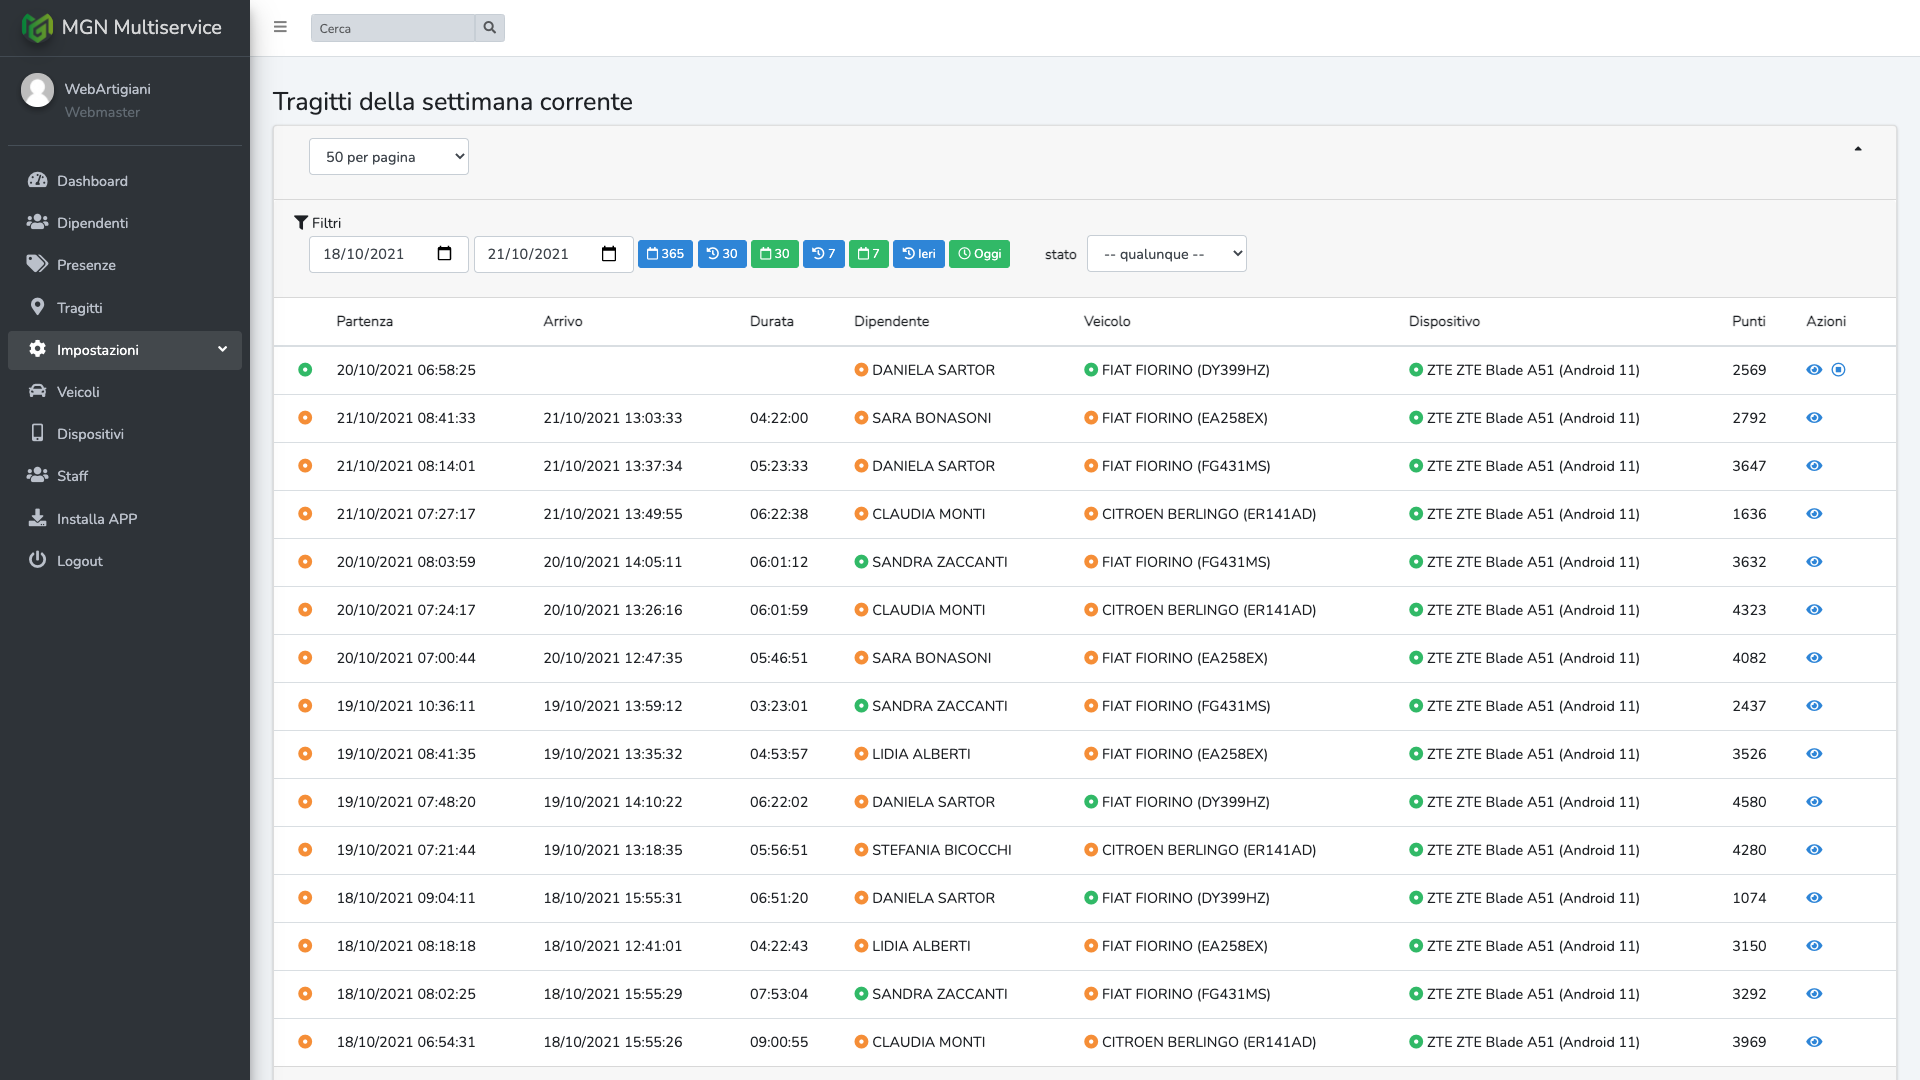 MGN Multiservice
Cerca
WebArtigiani
Webmaster
Dashboard
Dipendenti
Presenze
Tragitti
Impostazioni
Veicoli
Dispositivi
Staff
Installa APP
Logout
Tragitti della settimana corrente
50 per pagina
Filtri
18/10/2021 21/10/2021 365 30 30 7 7 Ieri Oggi stato -- qualunque --
Partenza Arrivo Durata Dipendente Veicolo Dispositivo Punti Azioni
20/10/2021 06:58:25 DANIELA SARTOR FIAT FIORINO (DY399HZ) ZTE ZTE Blade A51 (Android 11) 2569
21/10/2021 08:41:33 21/10/2021 13:03:33 04:22:00 SARA BONASONI FIAT FIORINO (EA258EX) ZTE ZTE Blade A51 (Android 11) 2792
21/10/2021 08:14:01 21/10/2021 13:37:34 05:23:33 DANIELA SARTOR FIAT FIORINO (FG431MS) ZTE ZTE Blade A51 (Android 11) 3647
21/10/2021 07:27:17 21/10/2021 13:49:55 06:22:38 CLAUDIA MONTI CITROEN BERLINGO (ER141AD) ZTE ZTE Blade A51 (Android 11) 1636
20/10/2021 08:03:59 20/10/2021 14:05:11 06:01:12 SANDRA ZACCANTI FIAT FIORINO (FG431MS) ZTE ZTE Blade A51 (Android 11) 3632
20/10/2021 07:24:17 20/10/2021 13:26:16 06:01:59 CLAUDIA MONTI CITROEN BERLINGO (ER141AD) ZTE ZTE Blade A51 (Android 11) 4323
20/10/2021 07:00:44 20/10/2021 12:47:35 05:46:51 SARA BONASONI FIAT FIORINO (EA258EX) ZTE ZTE Blade A51 (Android 11) 4082
19/10/2021 10:36:11 19/10/2021 13:59:12 03:23:01 SANDRA ZACCANTI FIAT FIORINO (FG431MS) ZTE ZTE Blade A51 (Android 11) 2437
19/10/2021 08:41:35 19/10/2021 13:35:32 04:53:57 LIDIA ALBERTI FIAT FIORINO (EA258EX) ZTE ZTE Blade A51 (Android 11) 3526
19/10/2021 07:48:20 19/10/2021 14:10:22 06:22:02 DANIELA SARTOR FIAT FIORINO (DY399HZ) ZTE ZTE Blade A51 (Android 11) 4580
19/10/2021 07:21:44 19/10/2021 13:18:35 05:56:51 STEFANIA BICOCCHI CITROEN BERLINGO (ER141AD) ZTE ZTE Blade A51 (Android 11) 4280
18/10/2021 09:04:11 18/10/2021 15:55:31 06:51:20 DANIELA SARTOR FIAT FIORINO (DY399HZ) ZTE ZTE Blade A51 (Android 11) 1074
18/10/2021 08:18:18 18/10/2021 12:41:01 04:22:43 LIDIA ALBERTI FIAT FIORINO (EA258EX) ZTE ZTE Blade A51 (Android 11) 3150
18/10/2021 08:02:25 18/10/2021 15:55:29 07:53:04 SANDRA ZACCANTI FIAT FIORINO (FG431MS) ZTE ZTE Blade A51 (Android 11) 3292
18/10/2021 06:54:31 18/10/2021 15:55:26 09:00:55 CLAUDIA MONTI CITROEN BERLINGO (ER141AD) ZTE ZTE Blade A51 (Android 11) 3969